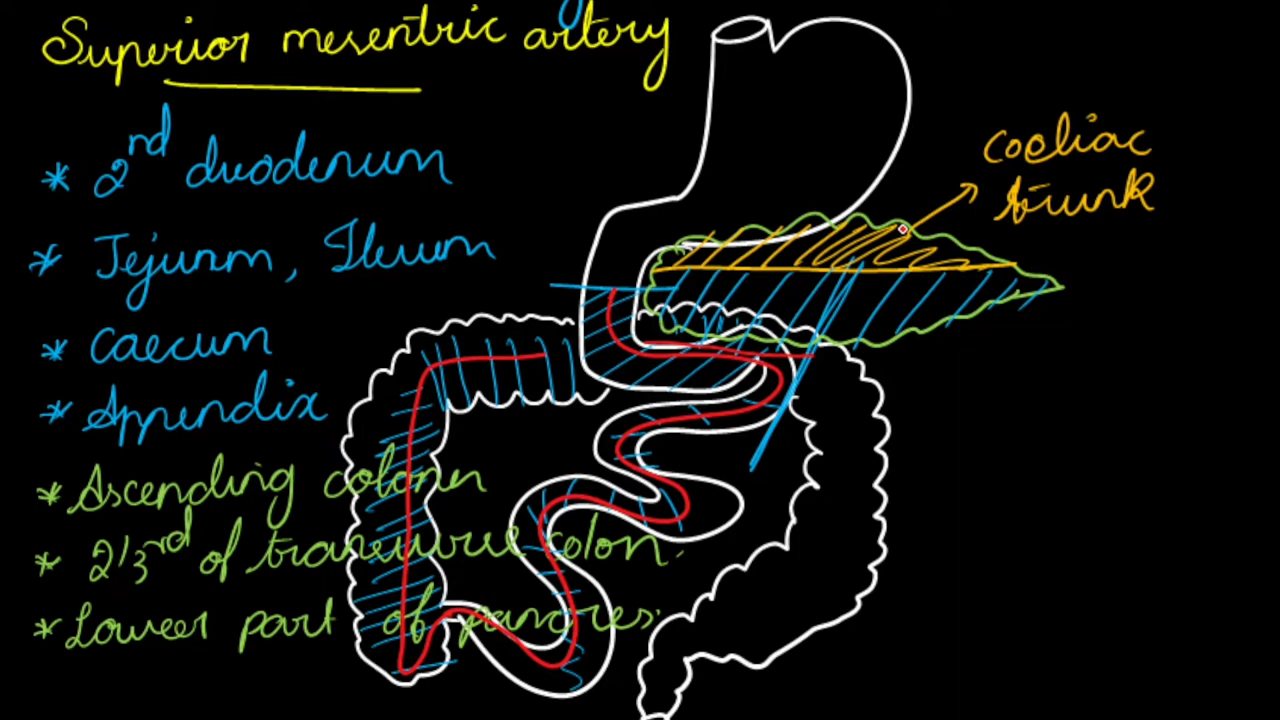 Superior mesentric artery
* 2nd duodenum
* Jejunm, Ileum
* Caecum
* Appendix
* Ascending colon
* 2/3rd of transverse colon.
* Lower part of pancres.
coeliac
trunk